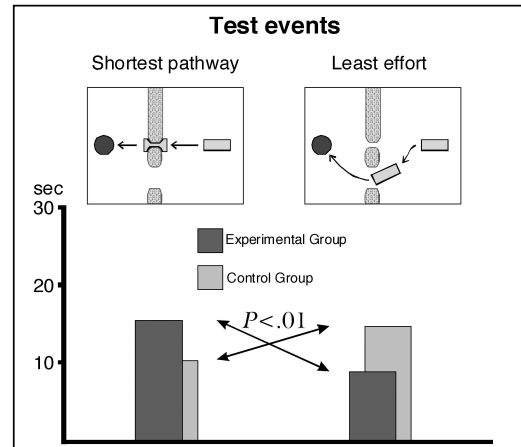 Test events
Shortest pathway
Least effort
sec
30
20
10
Experimental Group
Control Group
P<.01